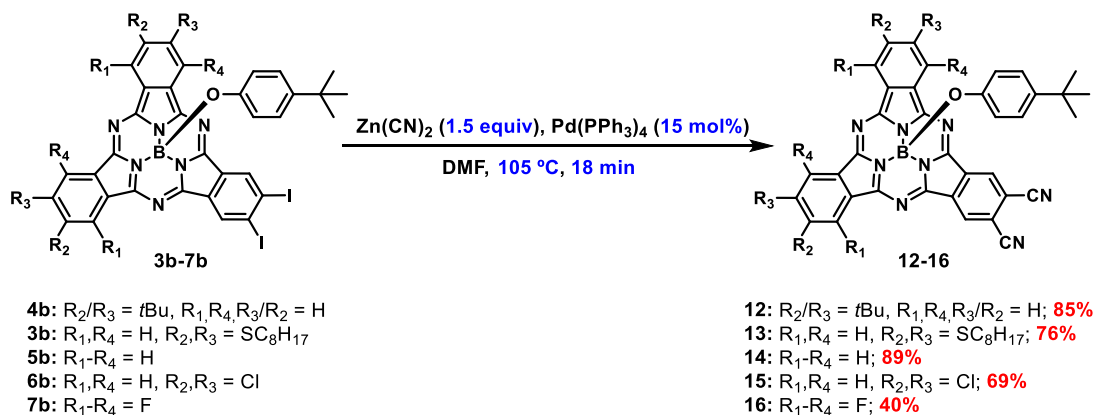 R2 R3
R1 R4
O
N N N
B
R4 N N
R3 N I
R2 R1 I
3b-7b
Zn(CN)2 (1.5 equiv), Pd(PPh3)4 (15 mol%)
DMF, 105 ºC, 18 min
R2 R3
R1 R4
O
N N N
B
R4 N N
R3 N CN
R2 R1 CN
12-16
4b: R2/R3 = tBu, R1,R4,R3/R2 = H
3b: R1,R4 = H, R2,R3 = SC8H17
5b: R1-R4 = H
6b: R1,R4 = H, R2,R3 = Cl
7b: R1-R4 = F
12: R2/R3 = tBu, R1,R4,R3/R2 = H; 85%
13: R1,R4 = H, R2,R3 = SC8H17; 76%
14: R1-R4 = H; 89%
15: R1,R4 = H, R2,R3 = Cl; 69%
16: R1-R4 = F; 40%